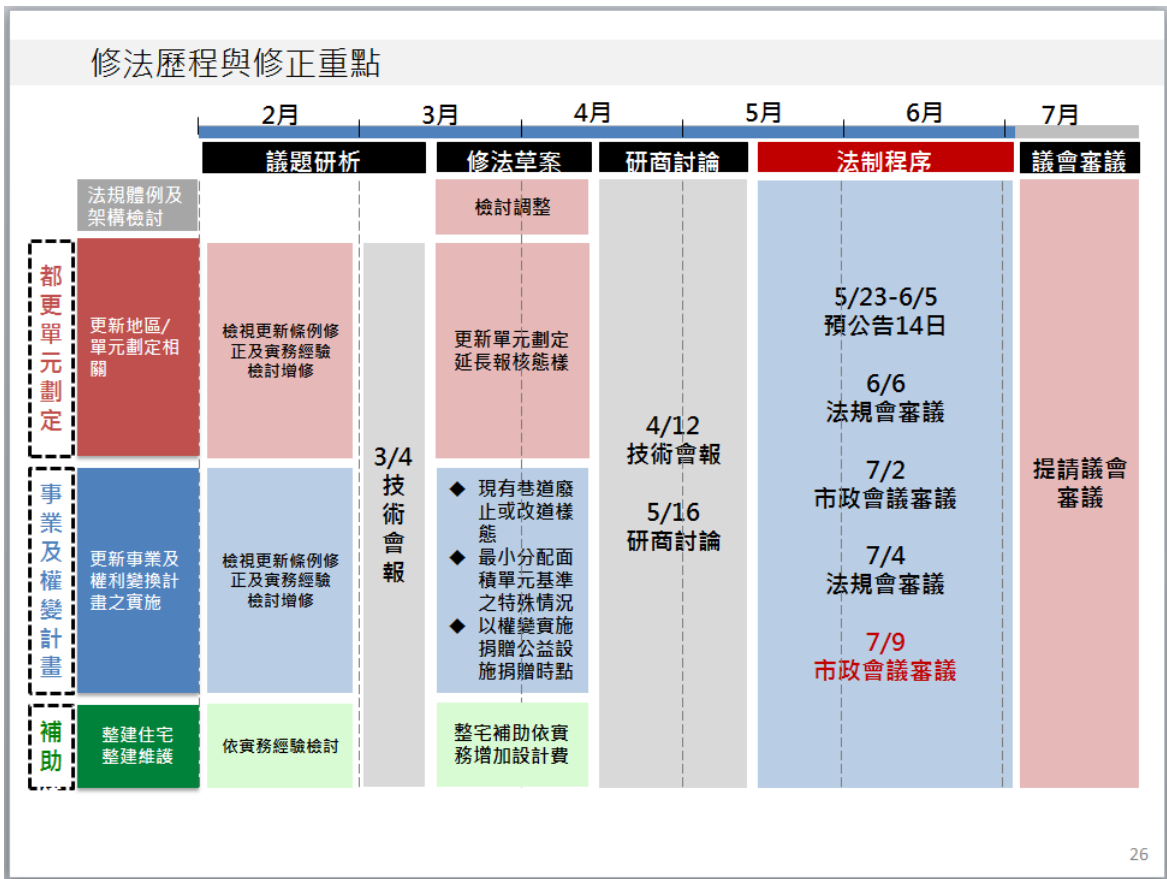 修法歷程與修正重點
2月
3月
4月
5月
6月
7月
議題研析
修法草案
研商討論
法制程序
議會審議
法規體例及
架構檢討
檢討調整
都更單元劃定
更新地區/
單元劃定相
關
檢視更新條例修
正及實務經驗
檢討增修
更新單元劃定
延長報核態樣
事業及權變計畫
更新事業及
權利變換計
畫之實施
檢視更新條例修
正及實務經驗
檢討增修
3/4
技
術
會
報
◆ 現有巷道廢
止或改道樣
態
◆ 最小分配面
積單元基準
之特殊情況
◆ 以權變實施
捐贈公益設
施捐贈時點
補助
整建住宅
整建維護
依實務經驗檢討
整宅補助依實
務增加設計費
4/12
技術會報
5/16
研商討論
5/23-6/5
預公告14日
6/6
法規會審議
7/2
市政會議審議
7/4
法規會審議
7/9
市政會議審議
提請議會
審議
26